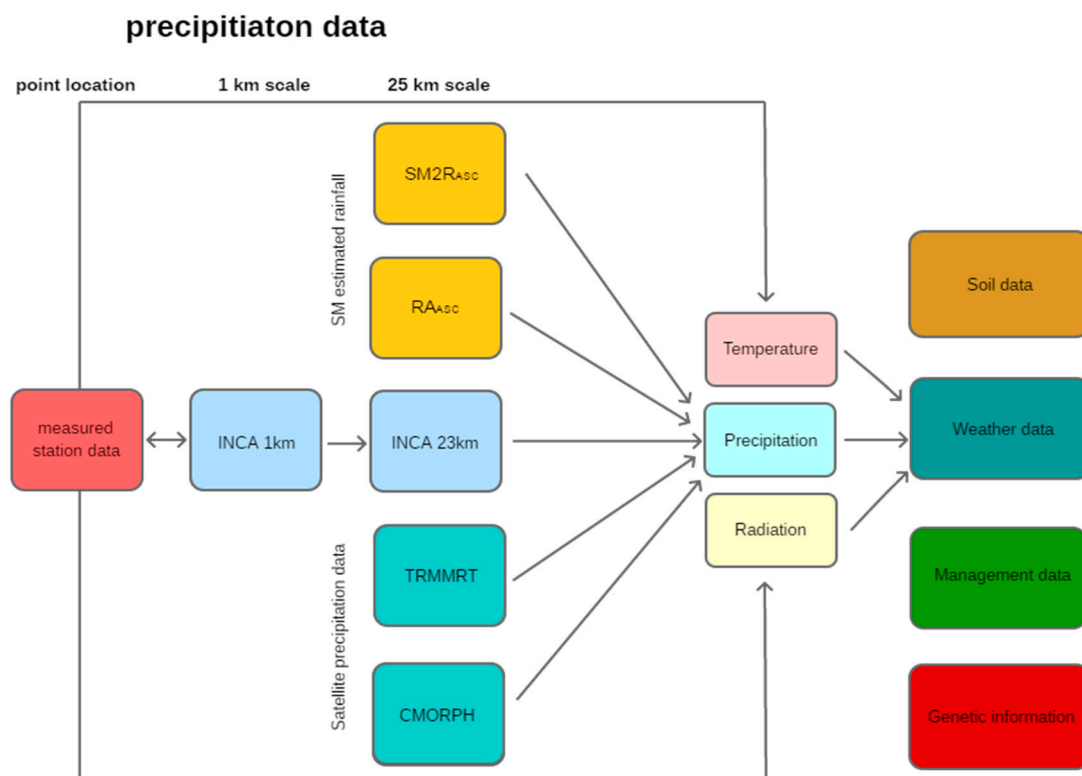 precipitiaton data
point location
1 km scale
25 km scale
SM estimated rainfall
SM2RASC
RAASC
Soil data
Temperature
measured
station data
INCA 1km
INCA 23km
Precipitation
Weather data
Radiation
Satellite precipitation data
TRMMRT
Management data
CMORPH
Genetic information